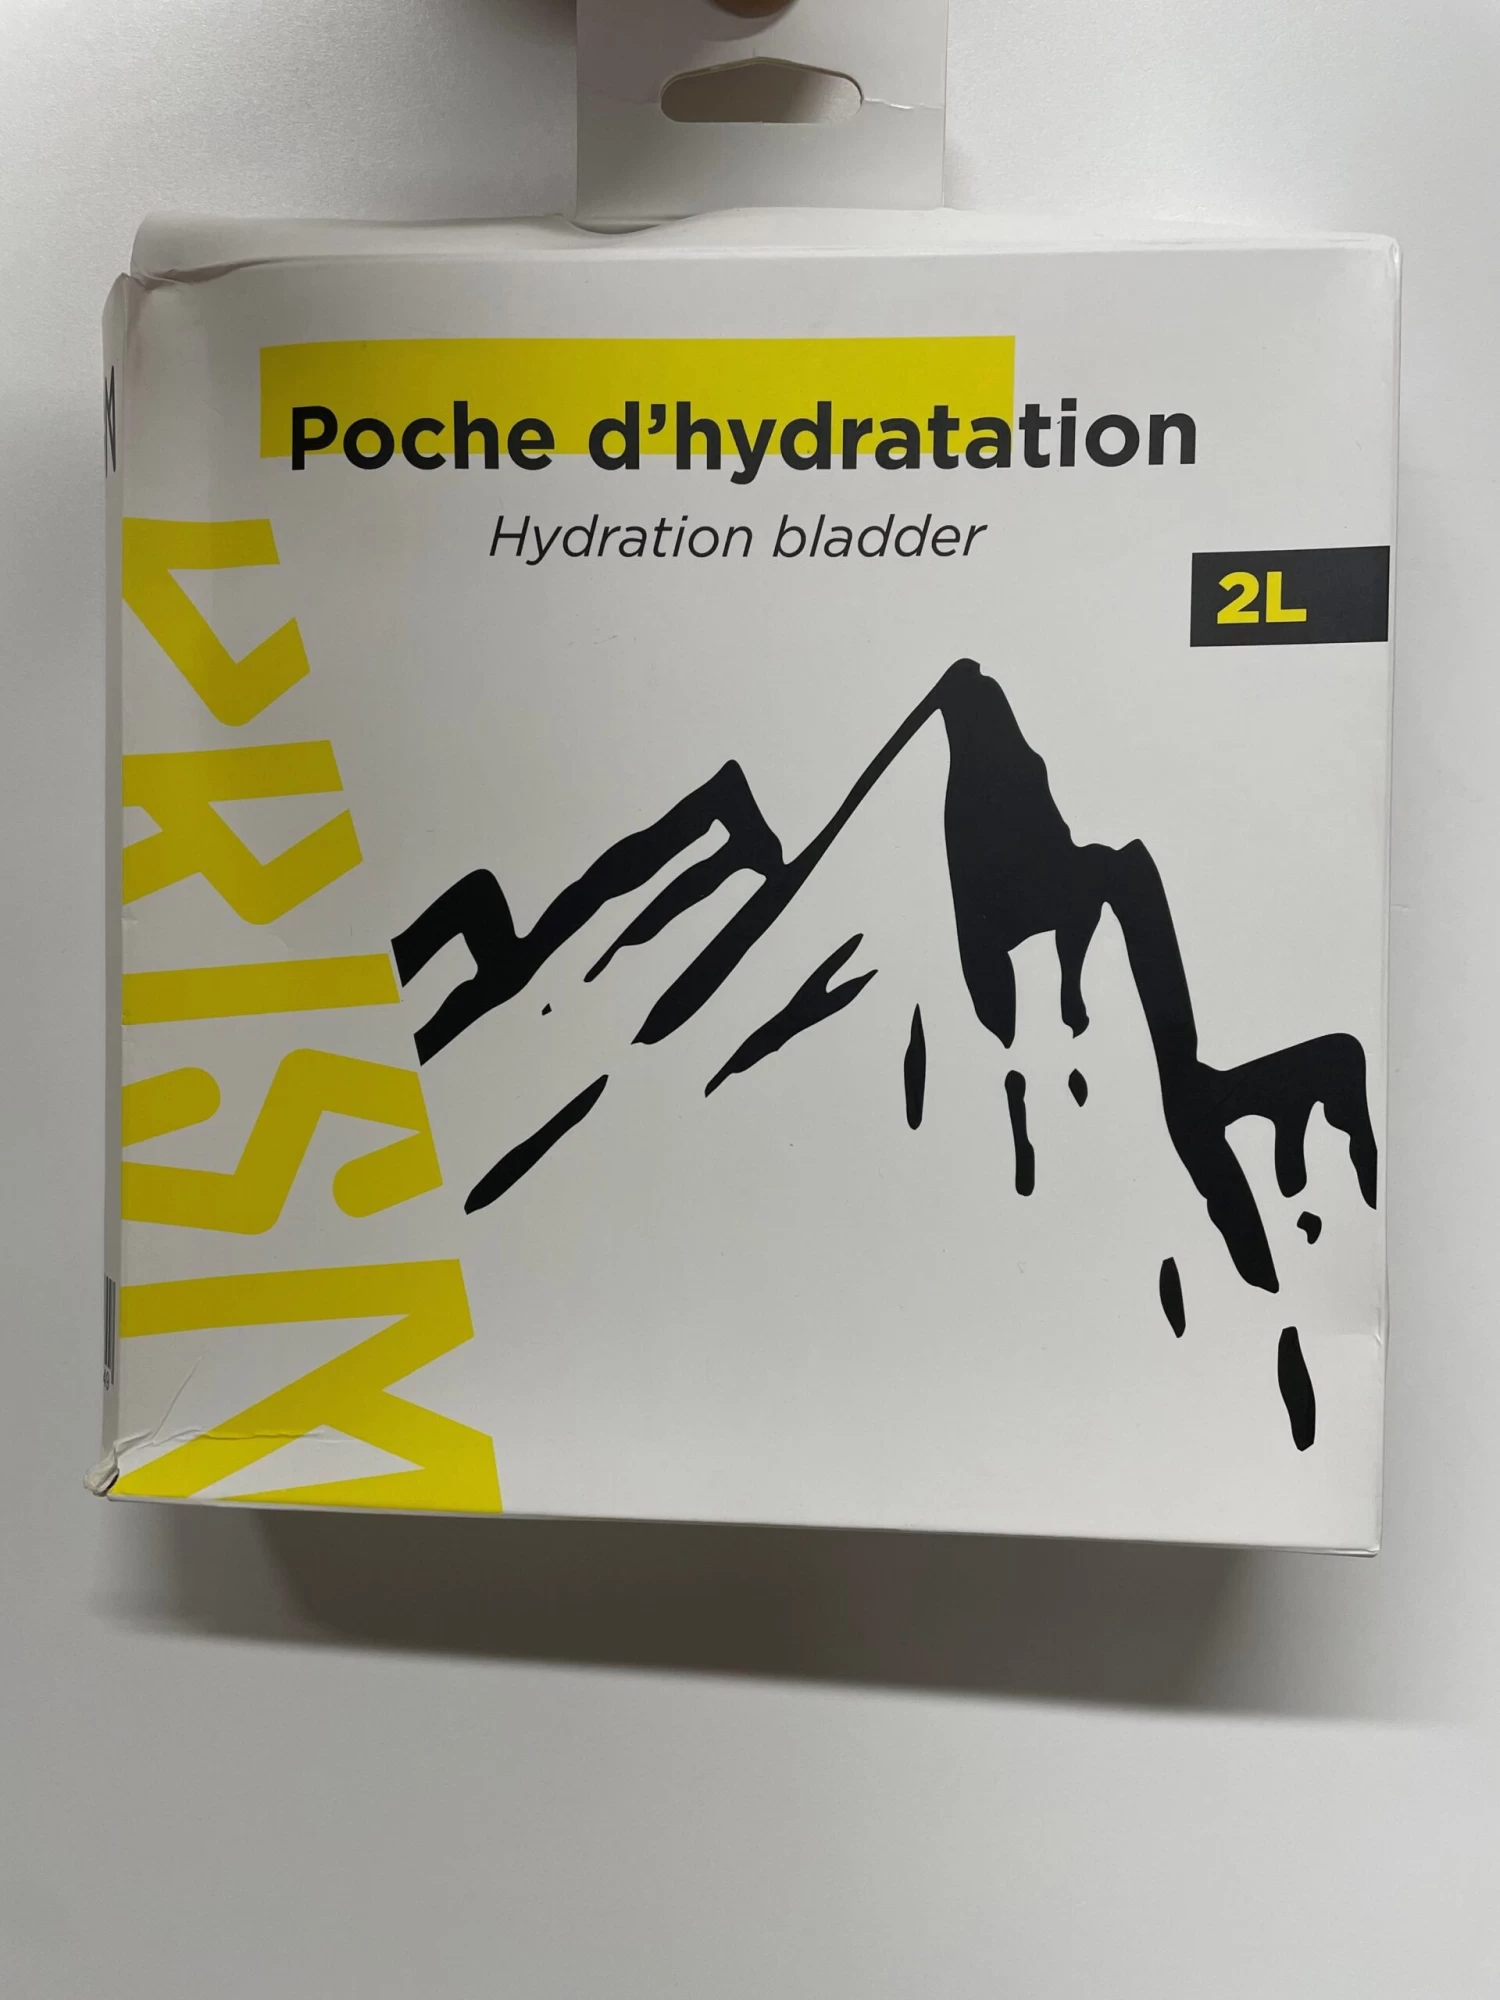 Poche d'hydratation
Hydration bladder
2L